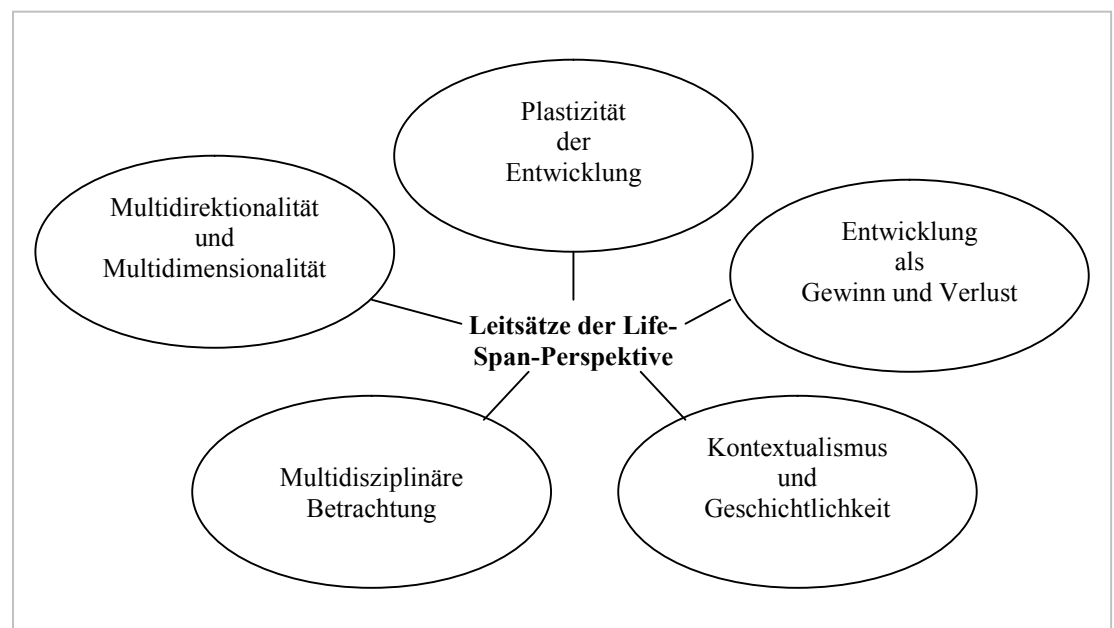 Plastizität
der
Entwicklung
Multidirektionalität
und
Multidimensionalität
Entwicklung
als
Gewinn und Verlust
Leitsätze der Life-
Span-Perspektive
Multidisziplinäre
Betrachtung
Kontextualismus
und
Geschichtlichkeit